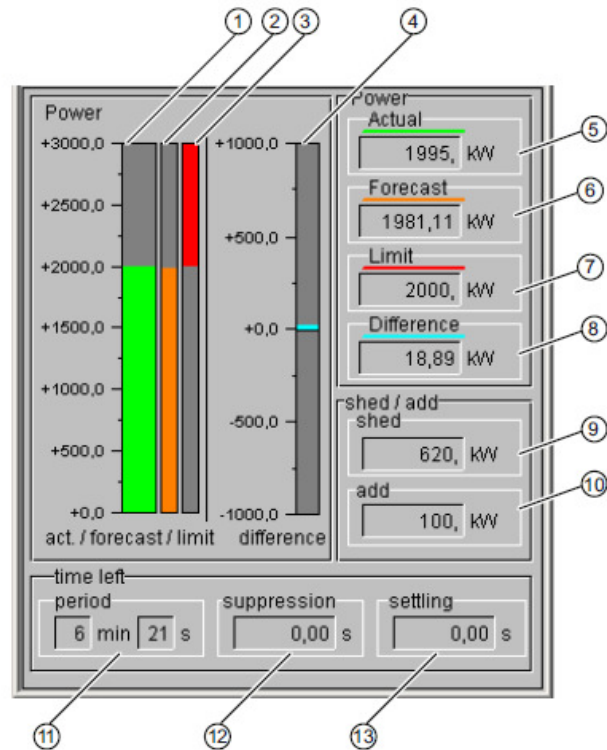 1 2 3 4
Power
+3000,0
+2500,0
+2000,0
+1500,0
+1000,0
+500,0
+0,0
act. / forecast / limit
+1000,0
+500,0
+0,0
-500,0
-1000,0
difference
Power
Actual
1995, kW
5
Forecast
1981,11 kW
6
Limit
2000, kW
7
Difference
18,89 kW
8
shed / add
shed
620, kW
9
add
100, kW
10
time left
period
6 min 21 s
suppression
0,00 s
settling
0,00 s
11 12 13